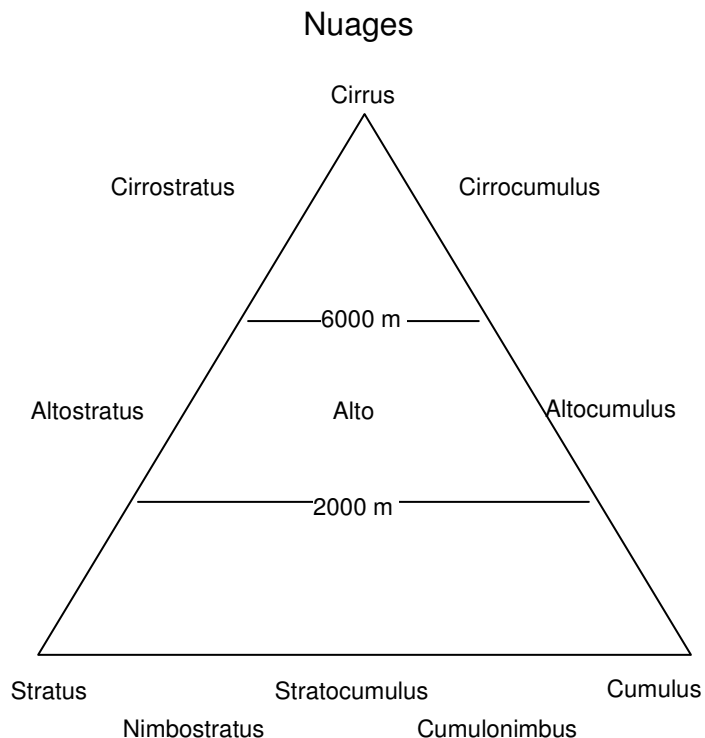 Nuages
Cirrus
Cirrostratus Cirrocumulus
6000 m
Altostratus Alto Altocumulus
2000 m
Stratus Stratocumulus Cumulus
Nimbostratus Cumulonimbus